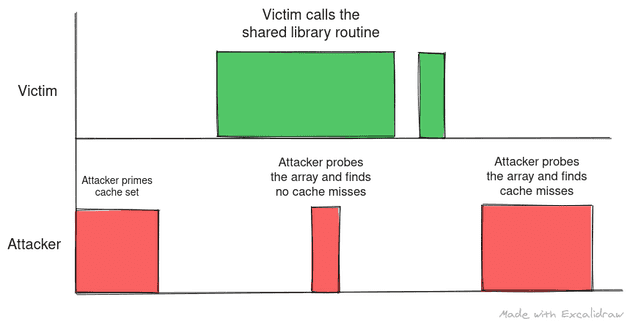 Victim calls the
shared library routine
Victim
Attacker primes
cache set
Attacker probes
the array and finds
no cache misses
Attacker probes
the array and finds
cache misses
Attacker
Made with Excalidraw